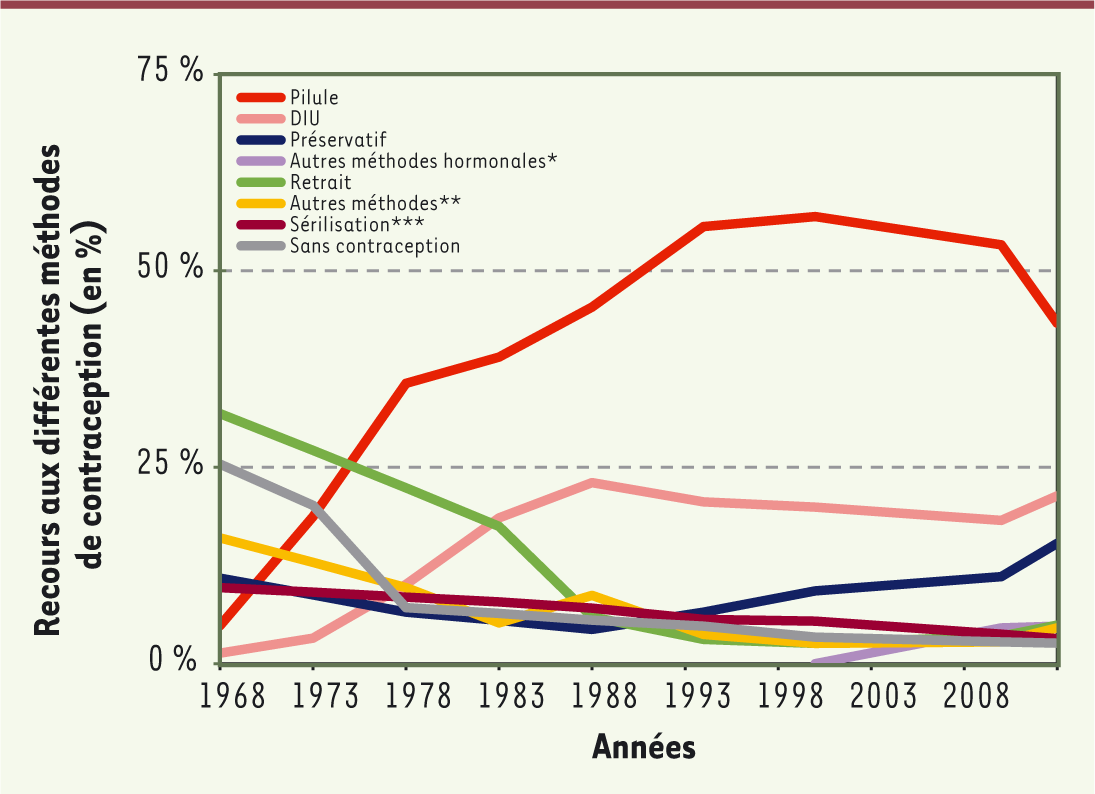 75 %
Pilule
DIU
Préservatif
Autres méthodes hormonales*
Retrait
Autres méthodes**
Sérilisation***
Sans contraception
50 %
25 %
0 %
Recours aux différentes méthodes
de contraception (en %)
1968 1973 1978 1983 1988 1993 1998 2003 2008
Années